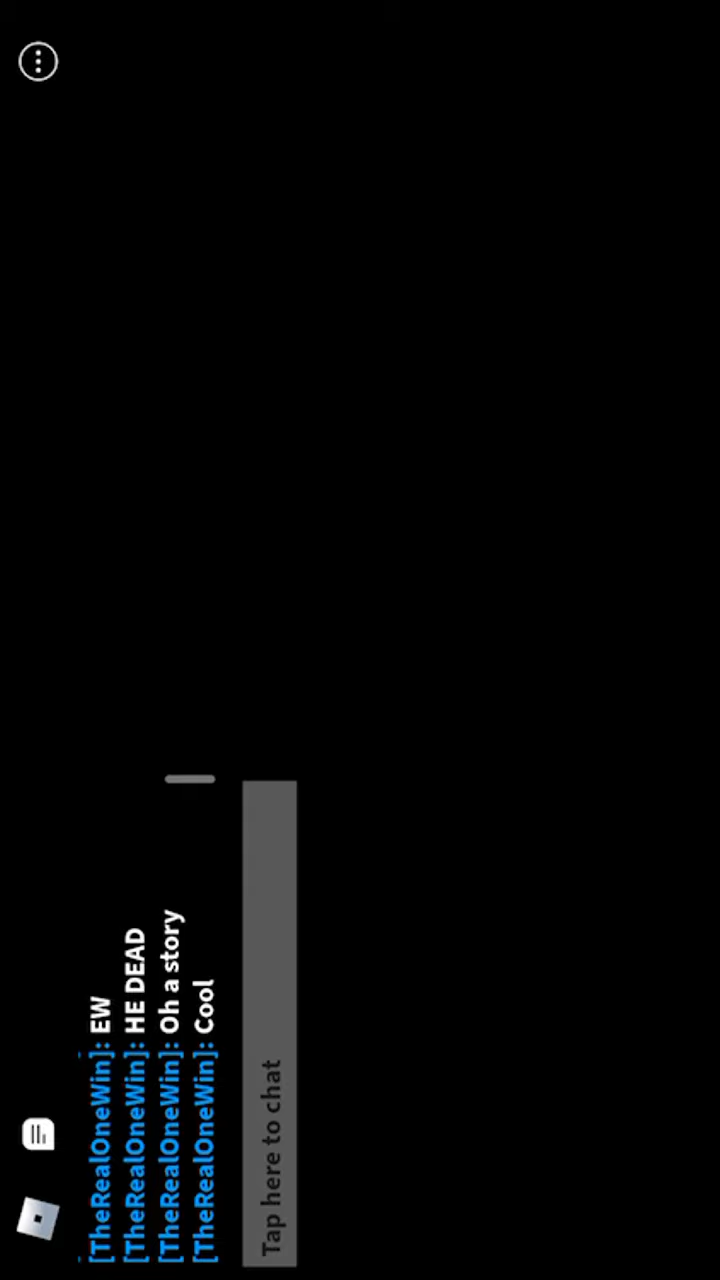 [TheRealOneWin]: EW
[TheRealOneWin]: HE DEAD
[TheRealOneWin]: Oh a story
[TheRealOneWin]: Cool
Tap here to chat